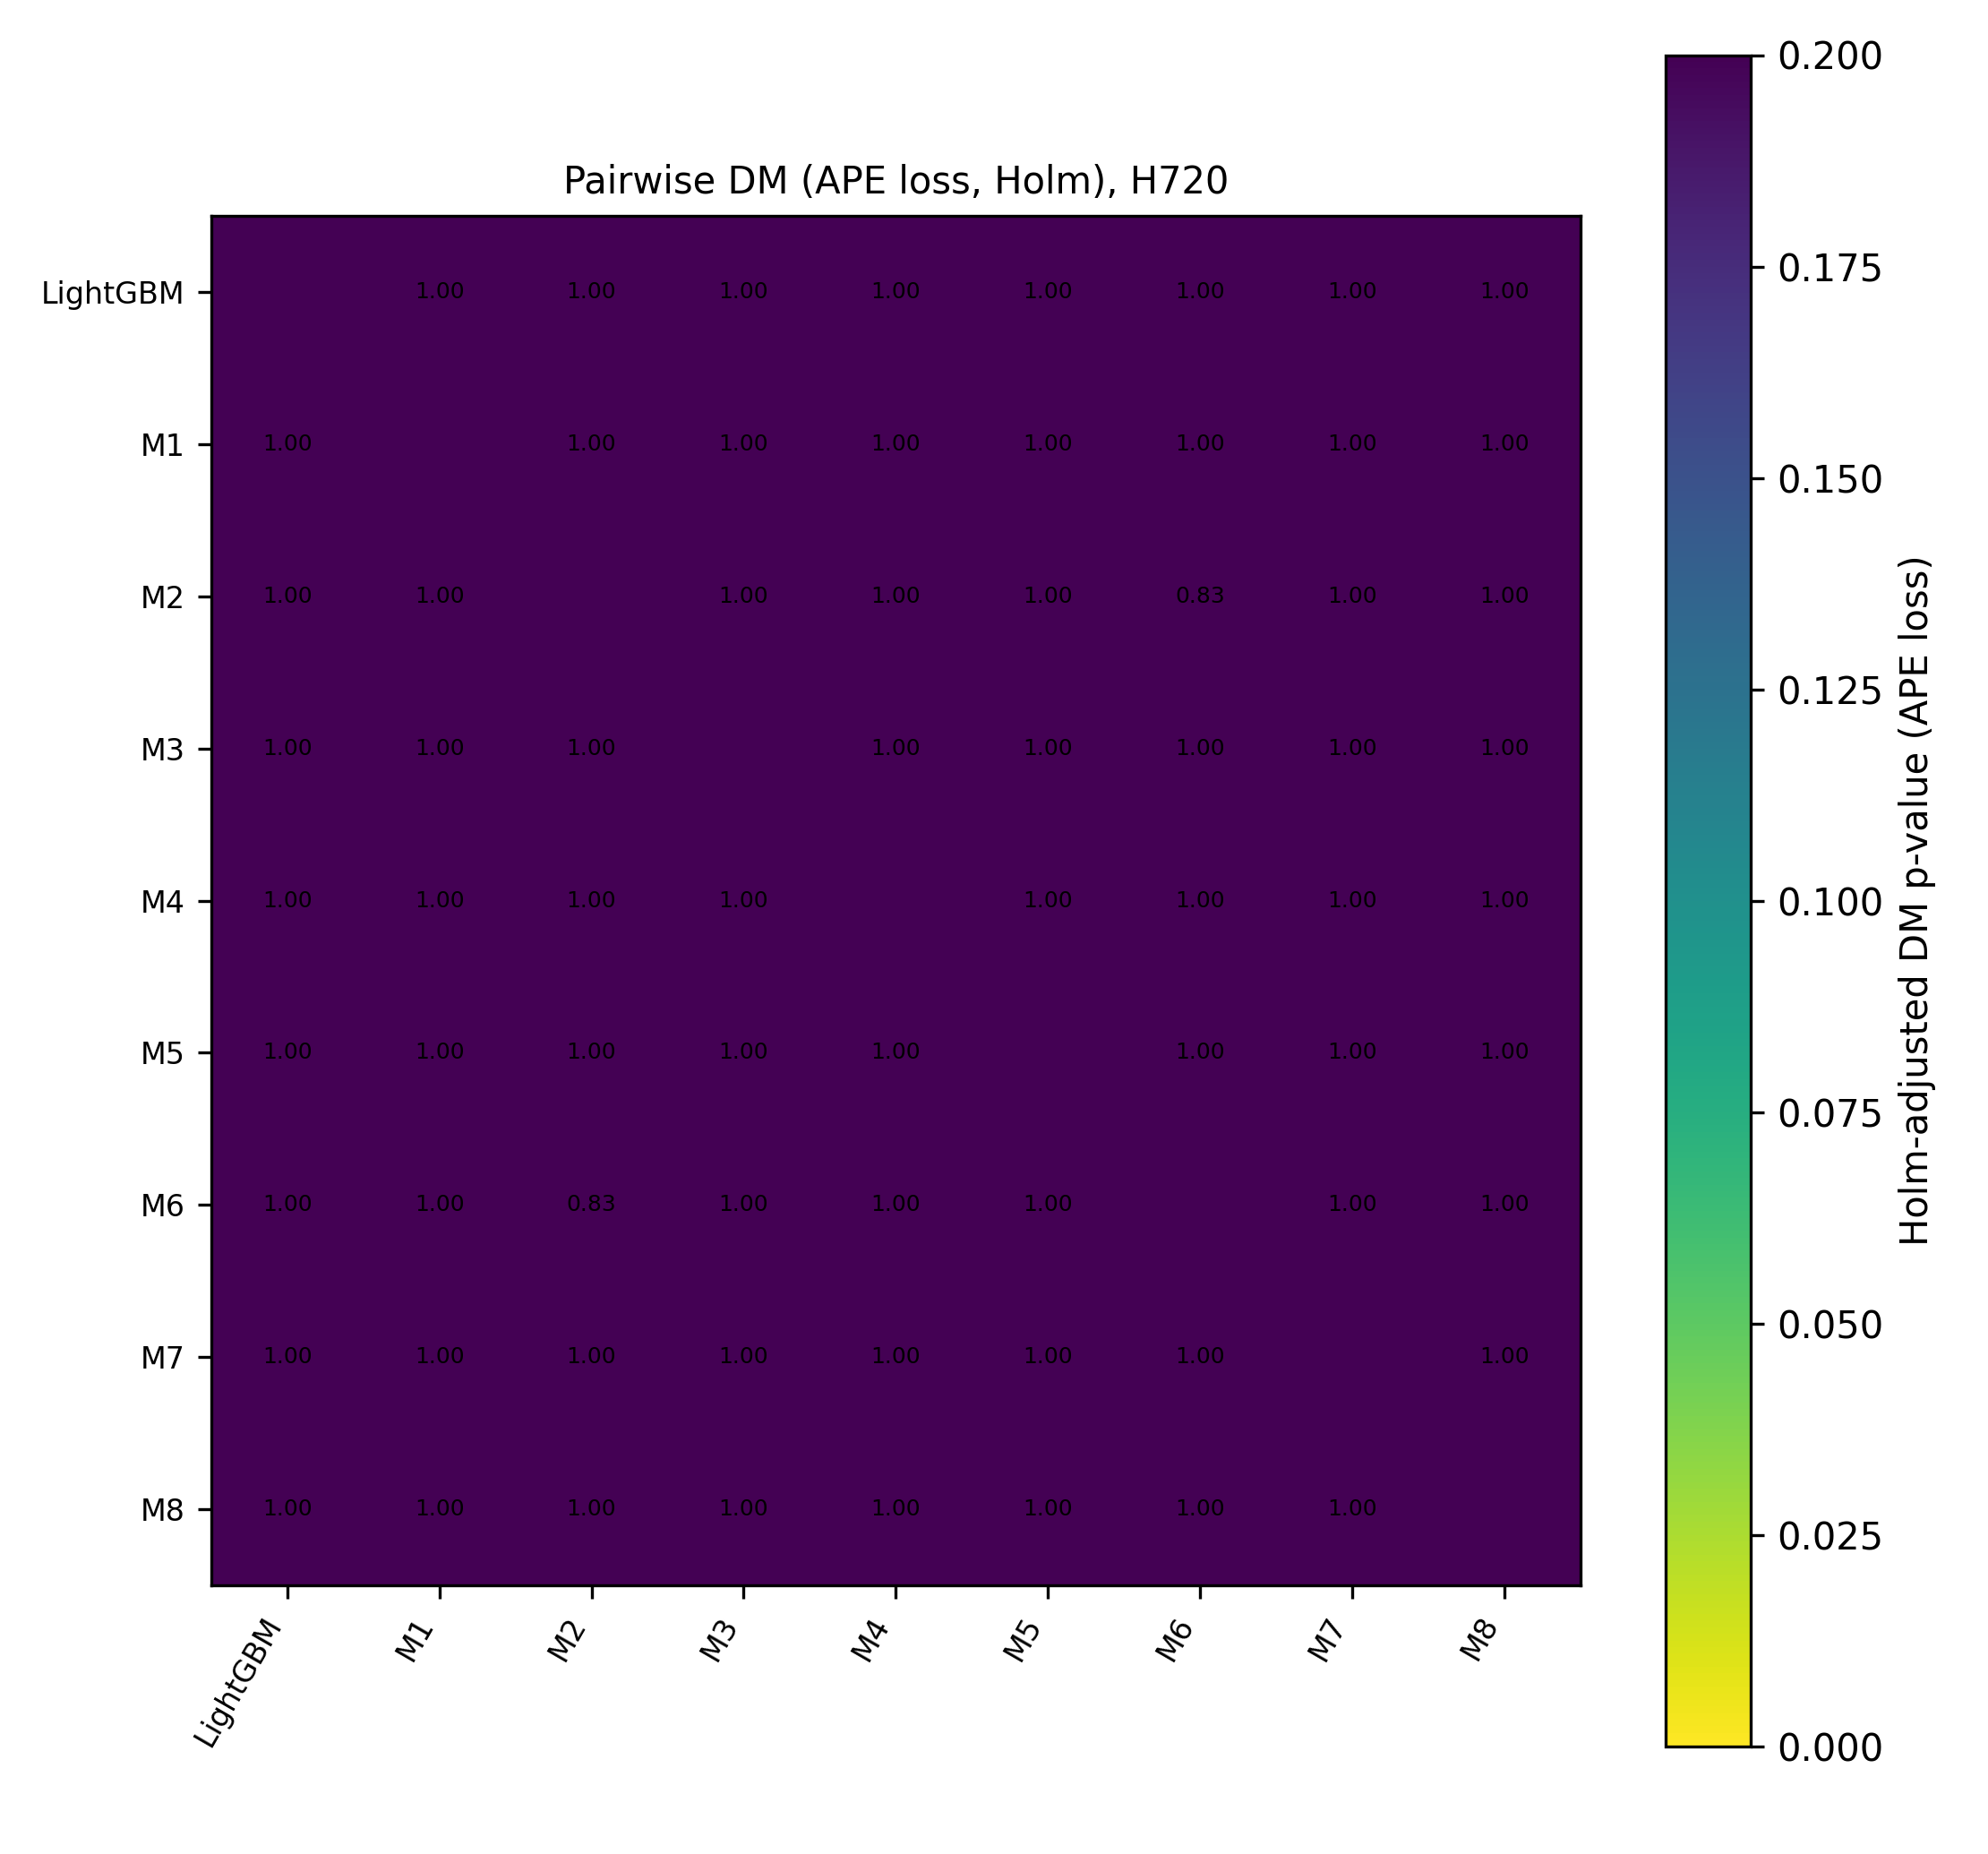 Pairwise DM (APE loss, Holm), H720
LightGBM 1.00 1.00 1.00 1.00 1.00 1.00 1.00 1.00
M1 1.00 1.00 1.00 1.00 1.00 1.00 1.00 1.00
M2 1.00 1.00 1.00 1.00 1.00 0.83 1.00 1.00
M3 1.00 1.00 1.00 1.00 1.00 1.00 1.00 1.00
M4 1.00 1.00 1.00 1.00 1.00 1.00 1.00 1.00
M5 1.00 1.00 1.00 1.00 1.00 1.00 1.00 1.00
M6 1.00 1.00 0.83 1.00 1.00 1.00 1.00 1.00
M7 1.00 1.00 1.00 1.00 1.00 1.00 1.00 1.00
M8 1.00 1.00 1.00 1.00 1.00 1.00 1.00 1.00
LightGBM M1 M2 M3 M4 M5 M6 M7 M8
0.200
0.175
0.150
0.125
0.100
0.075
0.050
0.025
0.000
Holm-adjusted DM p-value (APE loss)